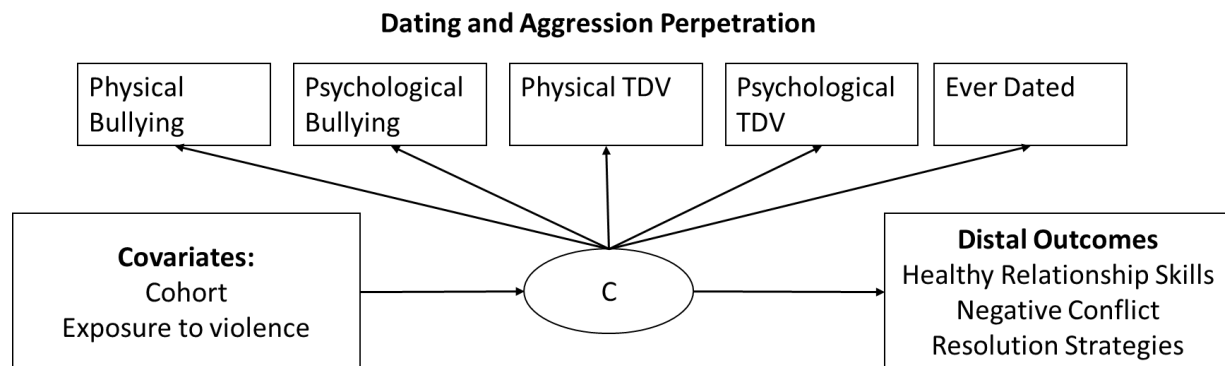 Dating and Aggression Perpetration
Physical
Bullying
Psychological
Bullying
Physical TDV
Psychological
TDV
Ever Dated
Covariates:
Cohort
Exposure to violence
C
Distal Outcomes
Healthy Relationship Skills
Negative Conflict
Resolution Strategies